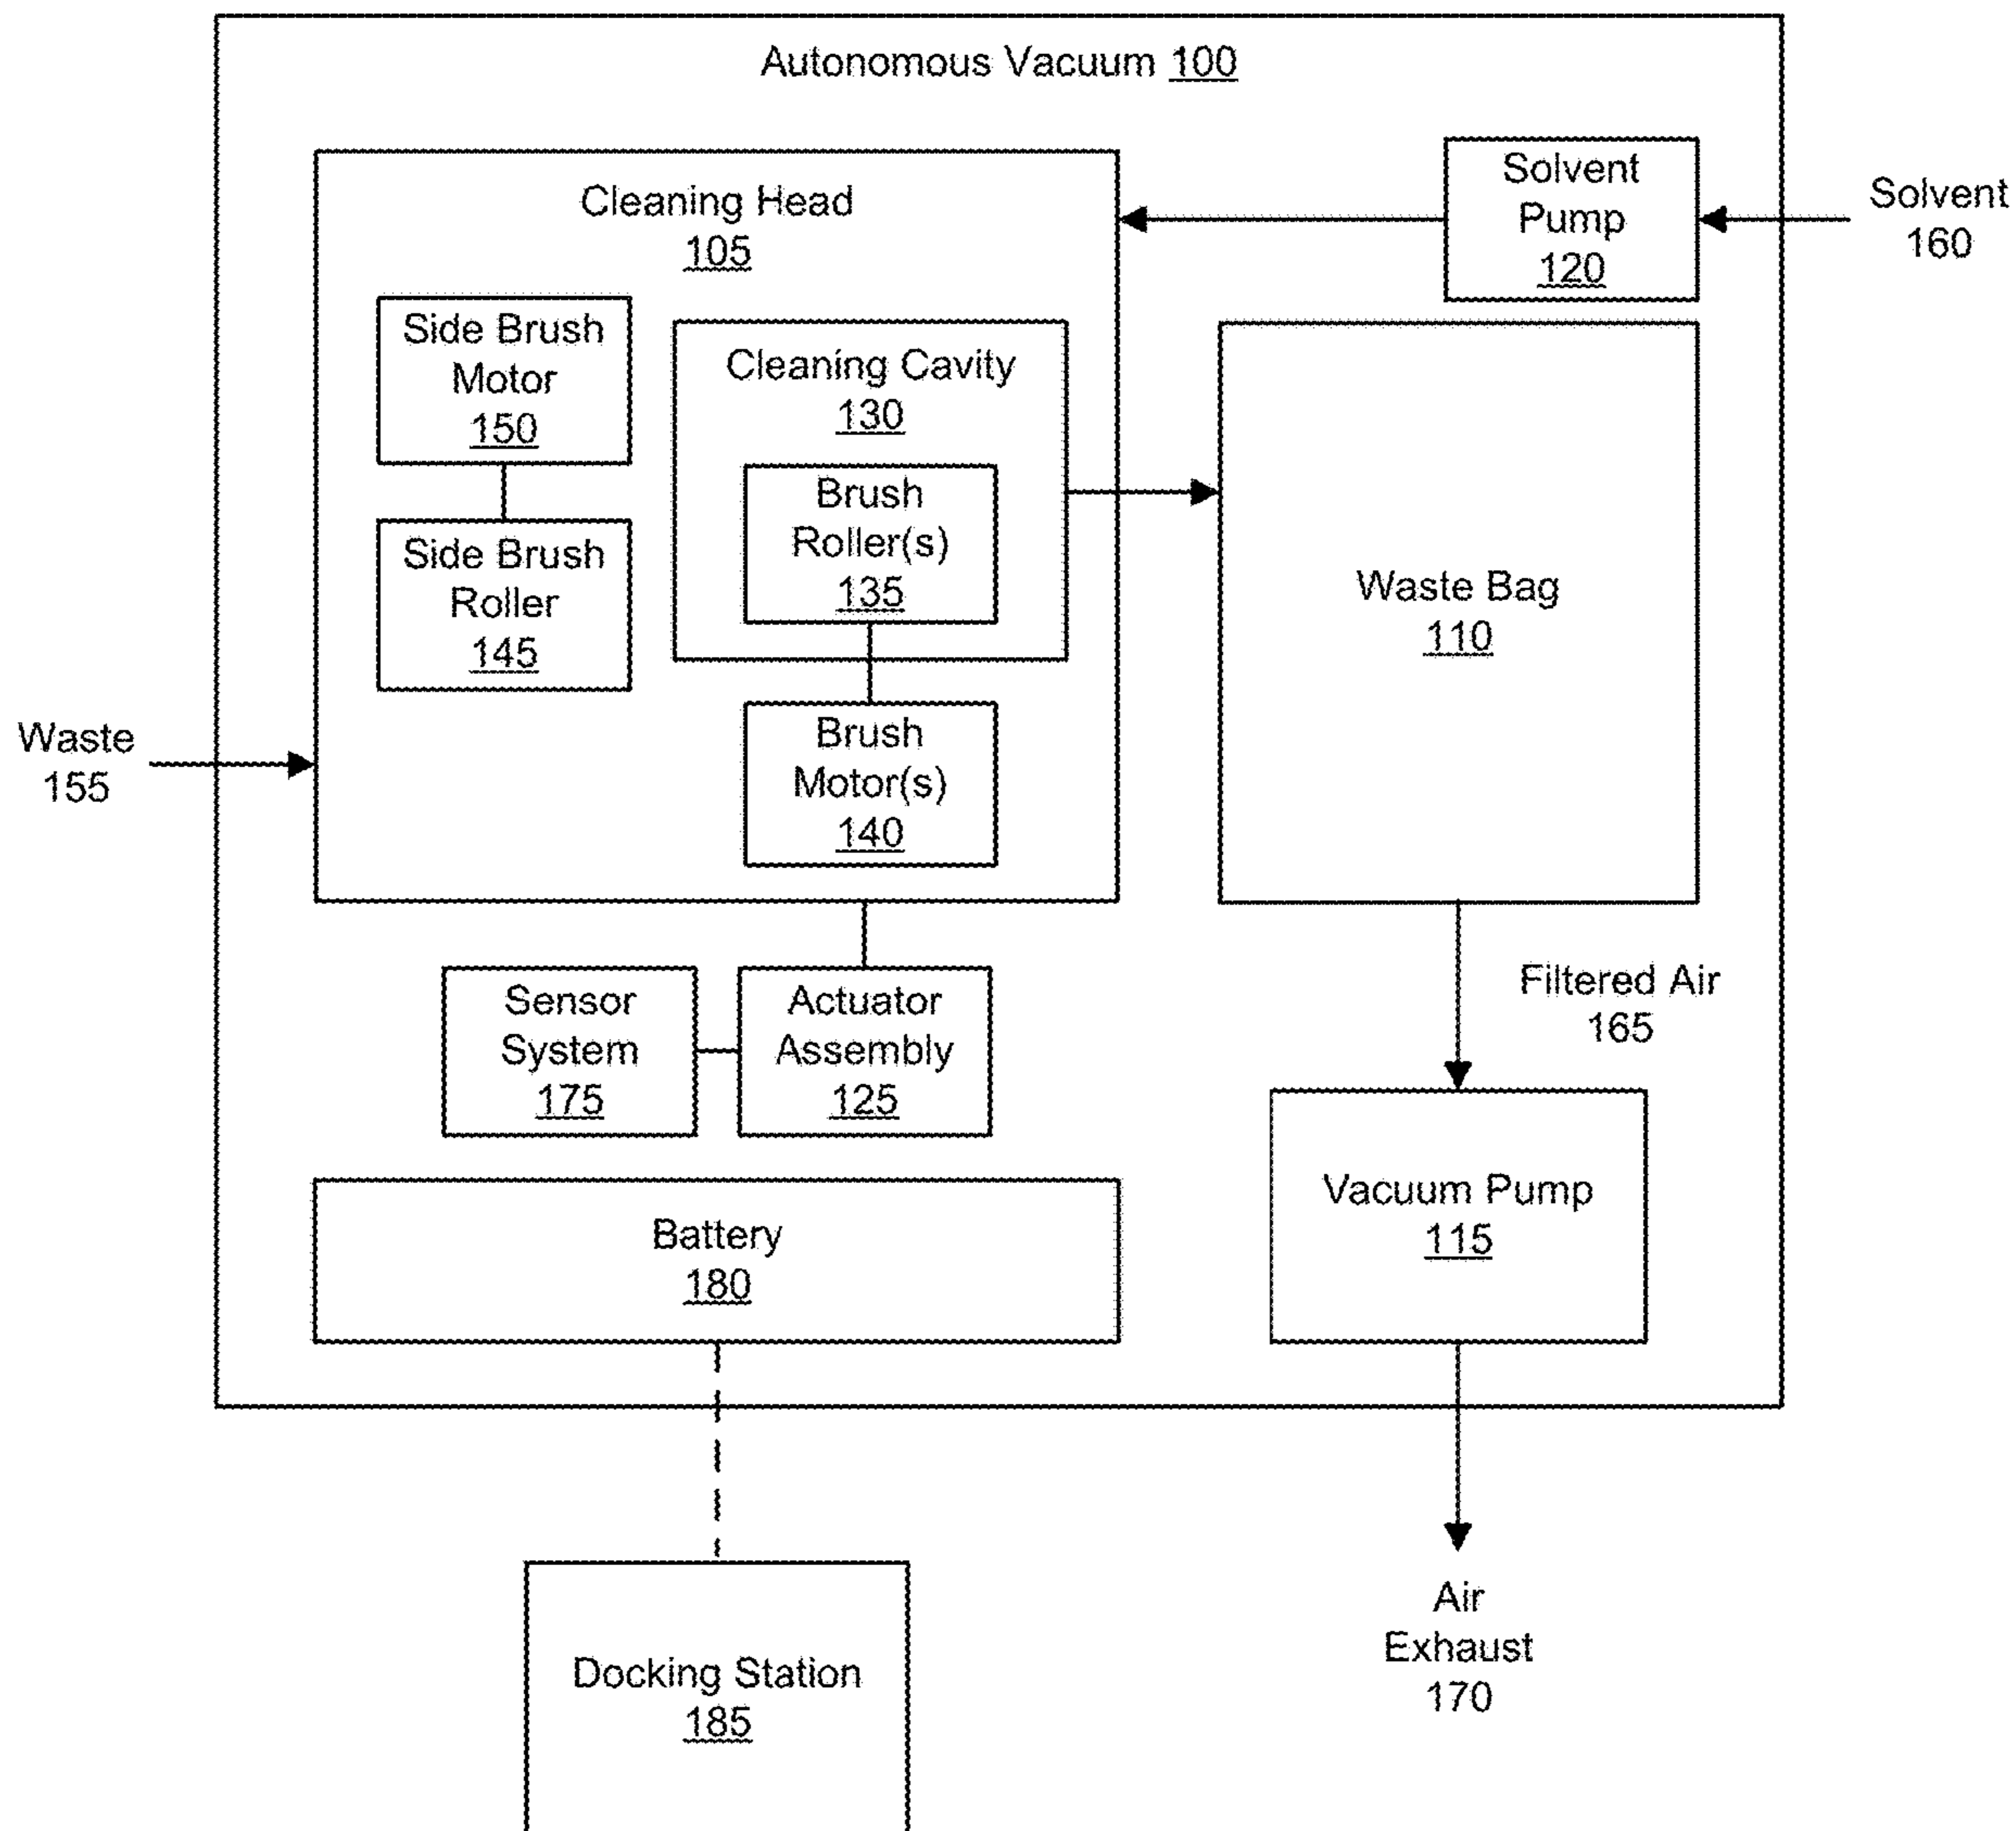 Autonomous Vacuum 100
Cleaning Head
105
Solvent
Pump
120
Solvent
160
Side Brush
Motor
150
Cleaning Cavity
130
Brush
Roller(s)
135
Side Brush
Roller
145
Waste Bag
110
Waste
155
Brush
Motor(s)
140
Sensor
System
175
Actuator
Assembly
125
Filtered Air
165
Vacuum Pump
115
Battery
180
Air
Exhaust
170
Docking Station
185